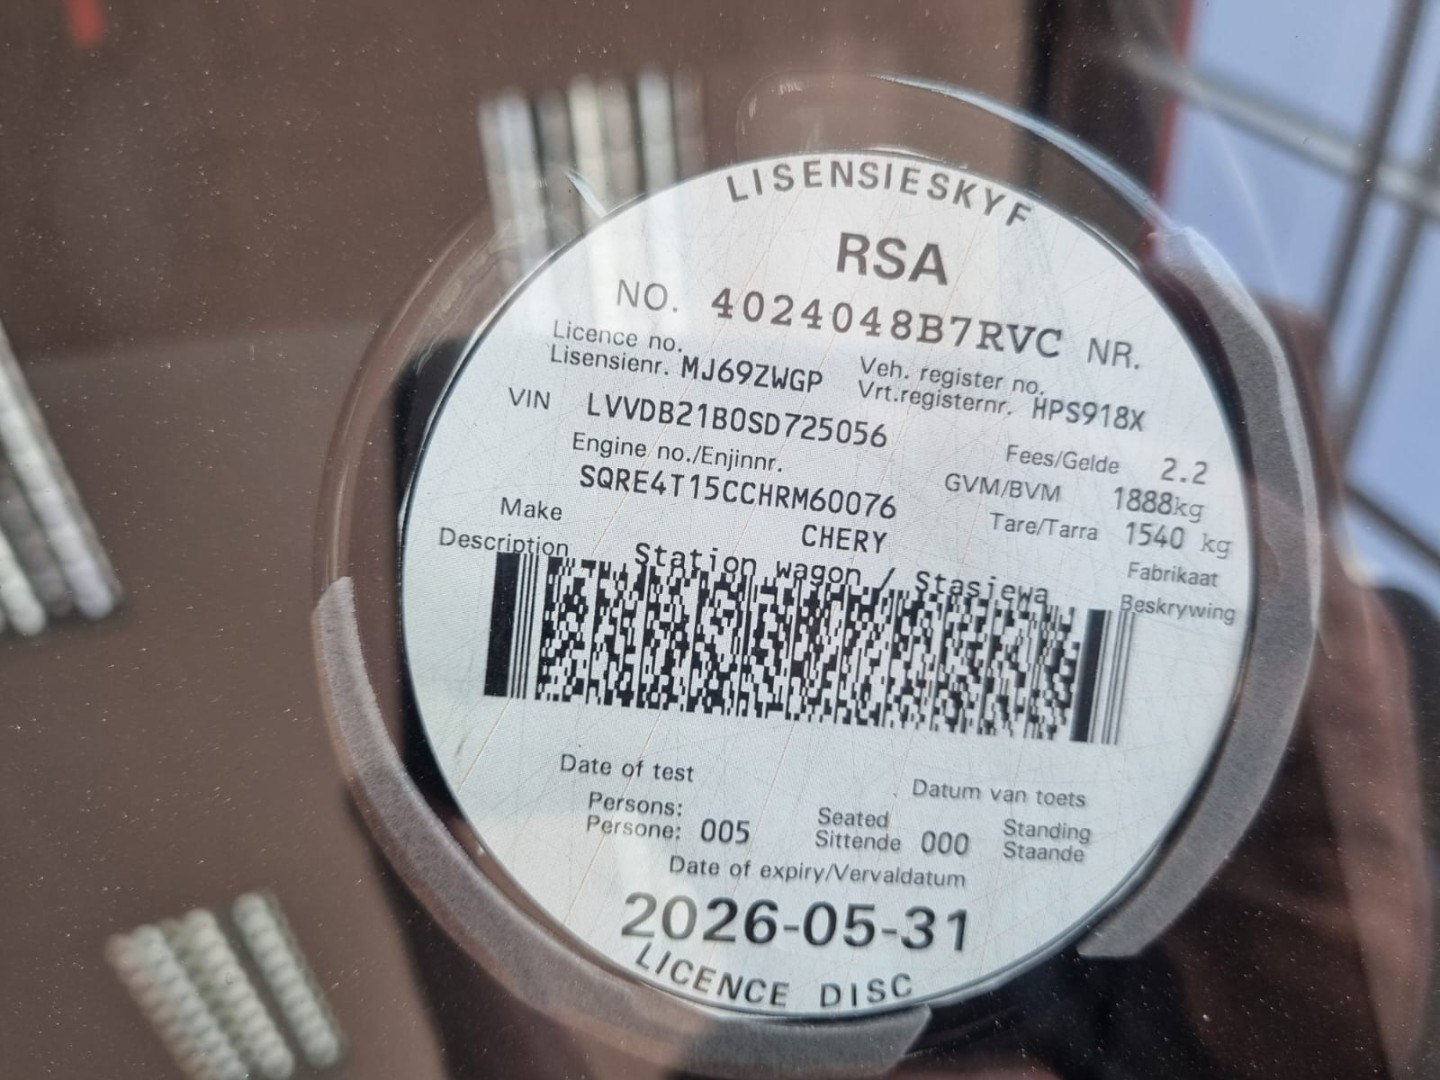 LISENSIESKYF
RSA
NO. 4024048B7RVC NR.
Licence no.
Lisensienr. MJ69ZWGP
Veh. register no.
Vrt.registernr. HPS918X
VIN LVVDB21B0SD725056
Engine no./Enjinnr.
SQRE4T15CCHRM60076
Fees/Gelde 2.2
GVM/BVM 1888kg
Tare/Tarra 1540 kg
Make CHERY Fabrikaat
Description Station wagon / Stasiewa Beskrywing
Date of test Datum van toets
Persons:
Persone: 005
Seated
Sittende 000
Standing
Staande
Date of expiry/Vervaldatum
2026-05-31
LICENCE DISC